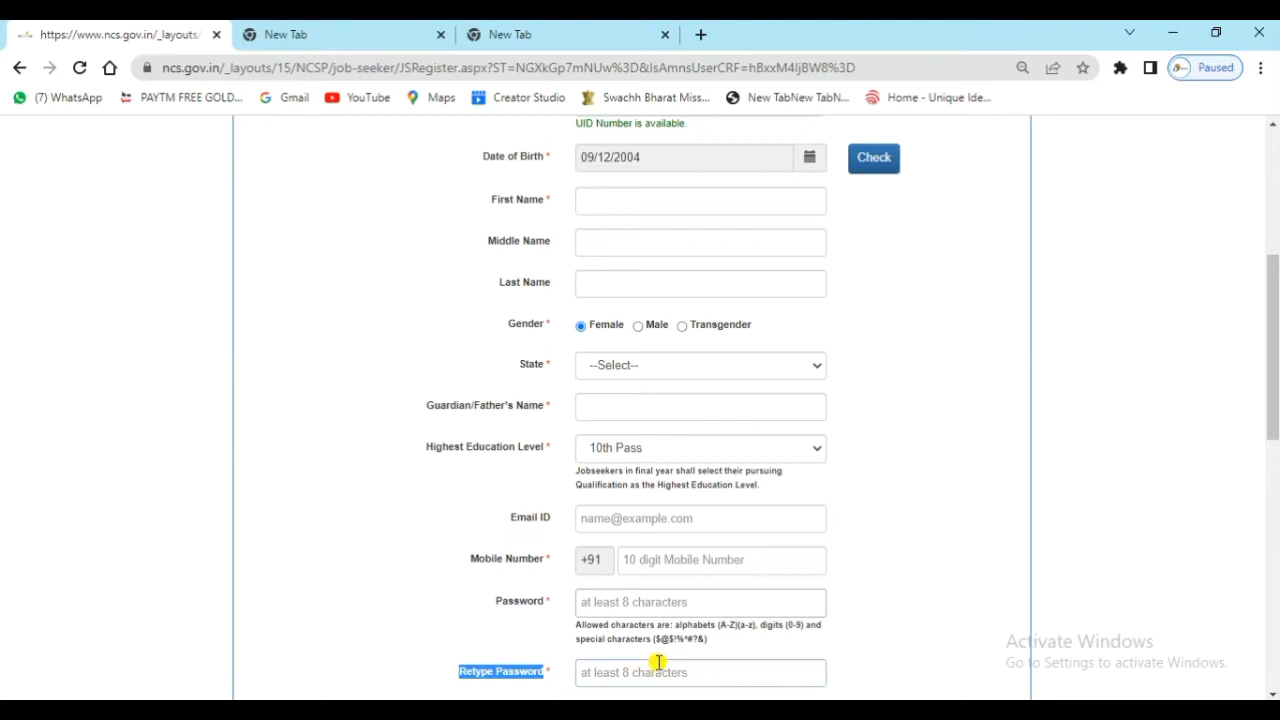 https://www.ncs.gov.in/_layouts/
New Tab
New Tab
ncs.gov.in/_layouts/15/NCSP/job-seeker/JSRegister.aspx?ST=NGXkGp7mNUw%3D&IsAmnsUserCRF=hBxxM4IjBW8%3D
Paused
(7) WhatsApp
PAYTM FREE GOLD...
Gmail
YouTube
Maps
Creator Studio
Swachh Bharat Miss...
New TabNew TabN...
Home - Unique Ide...
UID Number is available.
Date of Birth *
09/12/2004
Check
First Name *
Middle Name
Last Name
Gender *
Female
Male
Transgender
State *
--Select--
Guardian/Father's Name *
Highest Education Level *
10th Pass
Jobseekers in final year shall select their pursuing
Qualification as the Highest Education Level.
Email ID
name@example.com
Mobile Number *
+91
10 digit Mobile Number
Password *
at least 8 characters
Allowed characters are: alphabets (A-Z)(a-z), digits (0-9) and
special characters ($@$!%*#?&)
Retype Password *
at least 8 characters
Activate Windows
Go to Settings to activate Windows.